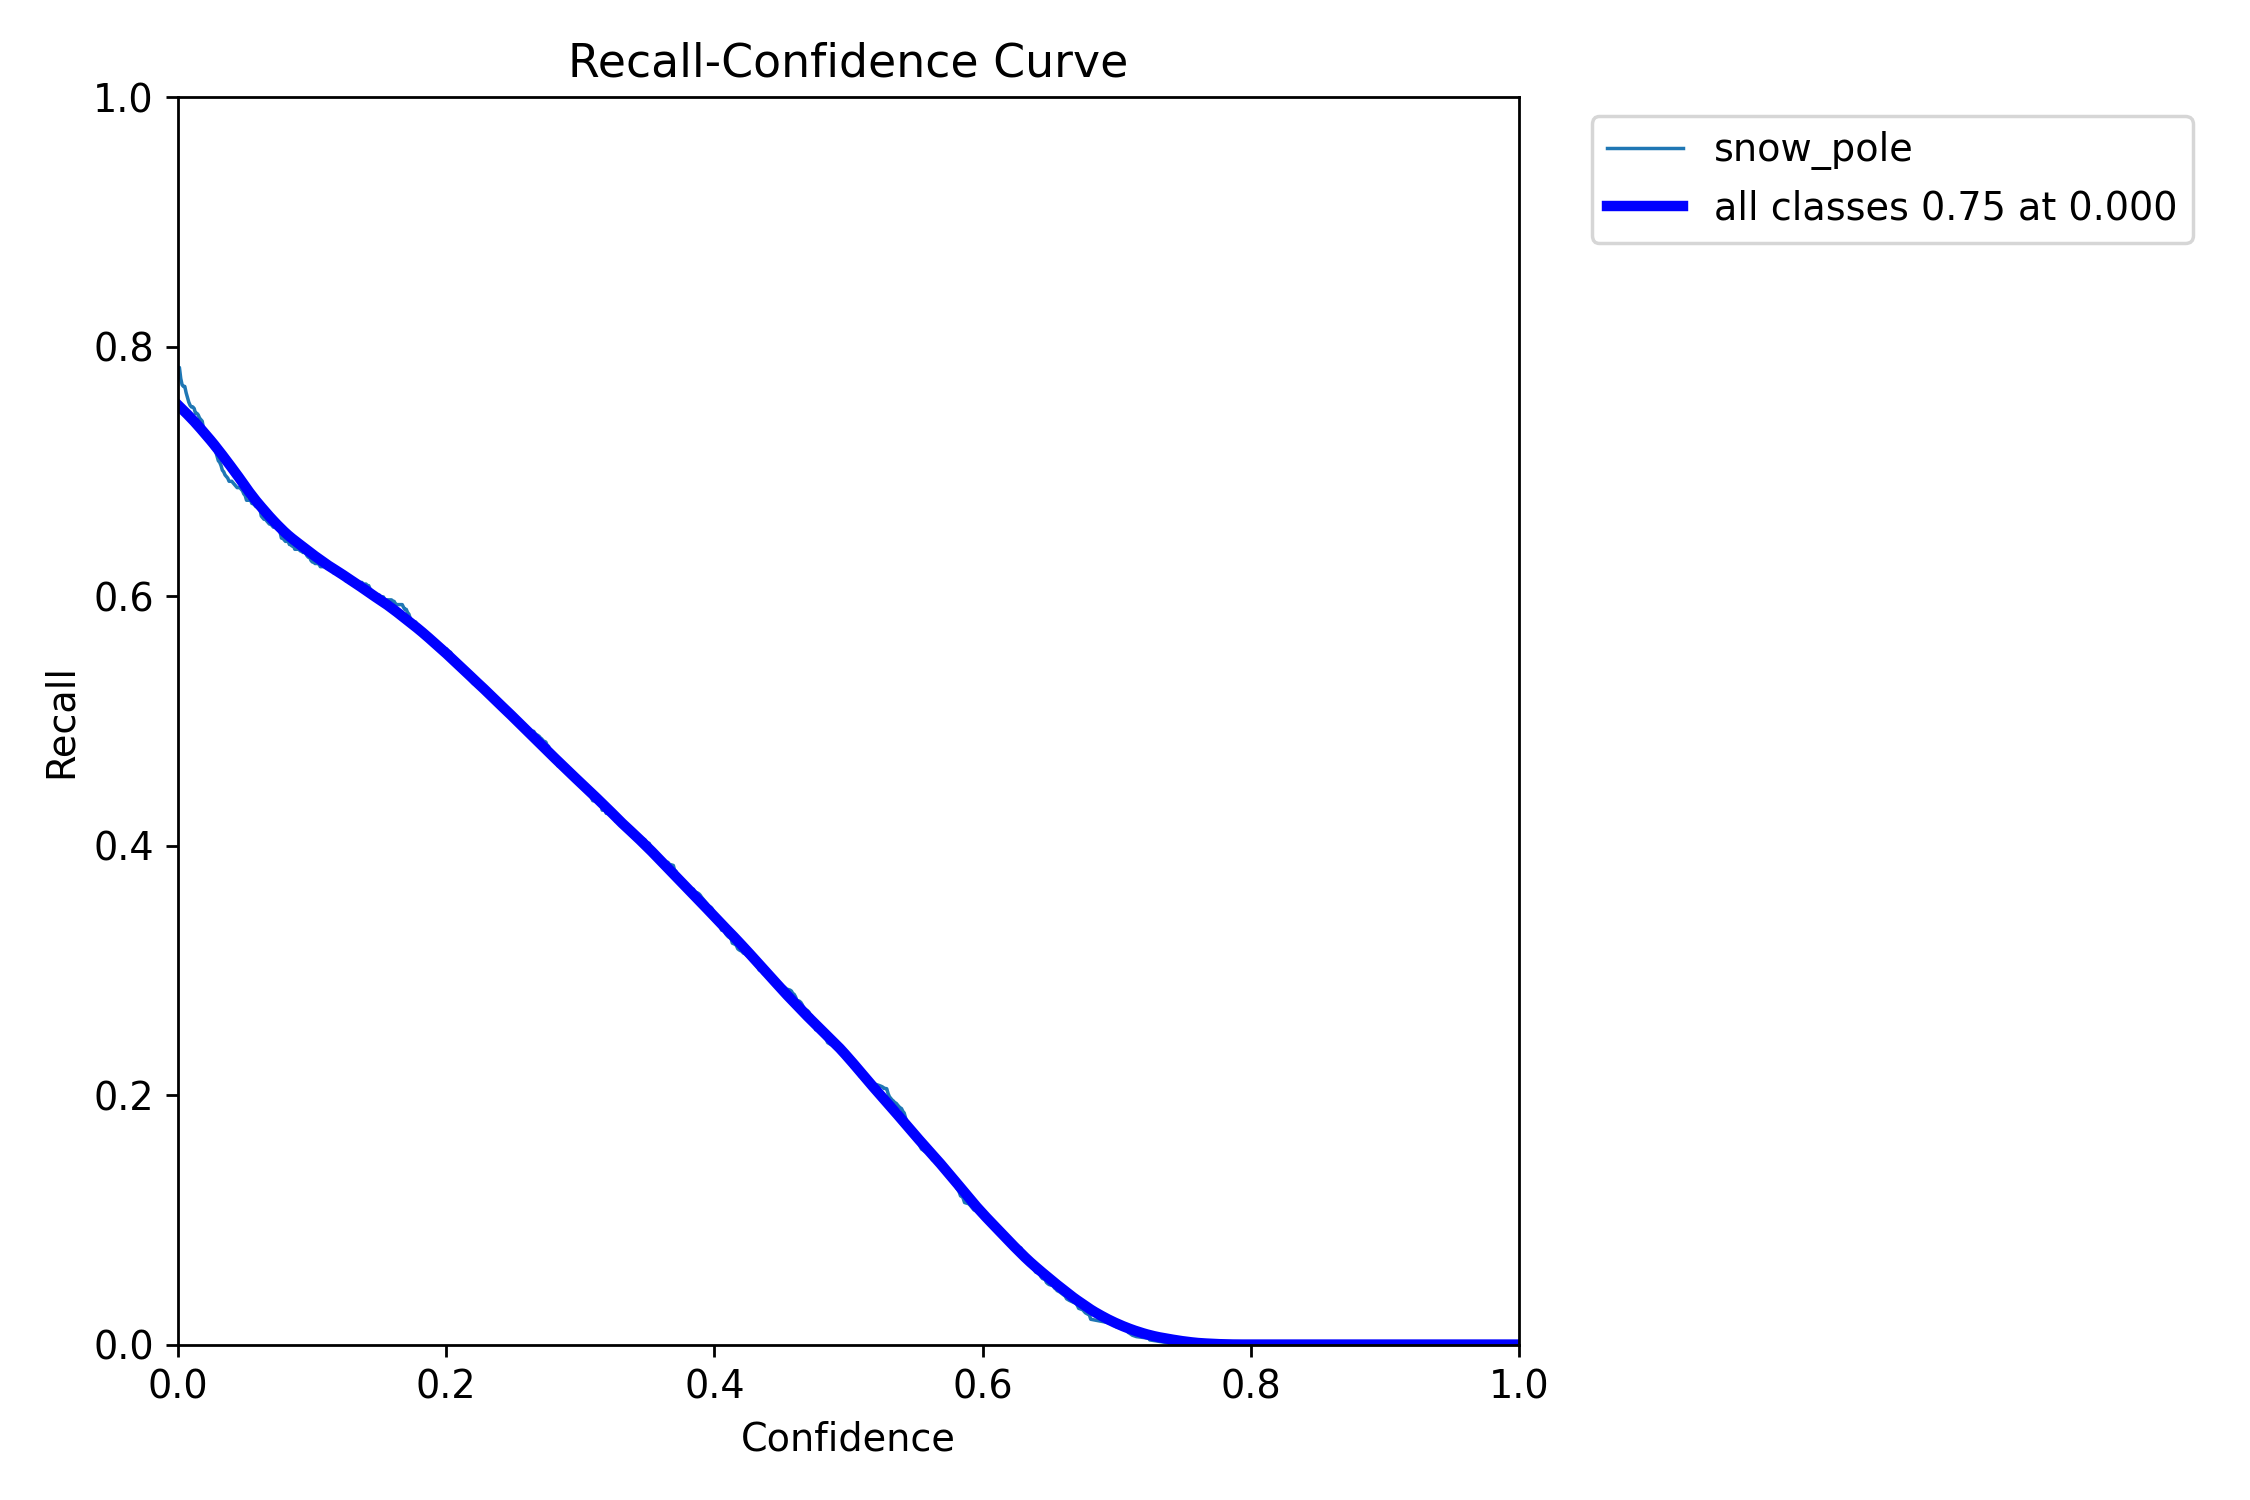 Recall-Confidence Curve
1.0
0.8
0.6
0.4
0.2
0.0
Recall
0.0 0.2 0.4 0.6 0.8 1.0
Confidence
snow_pole
all classes 0.75 at 0.000